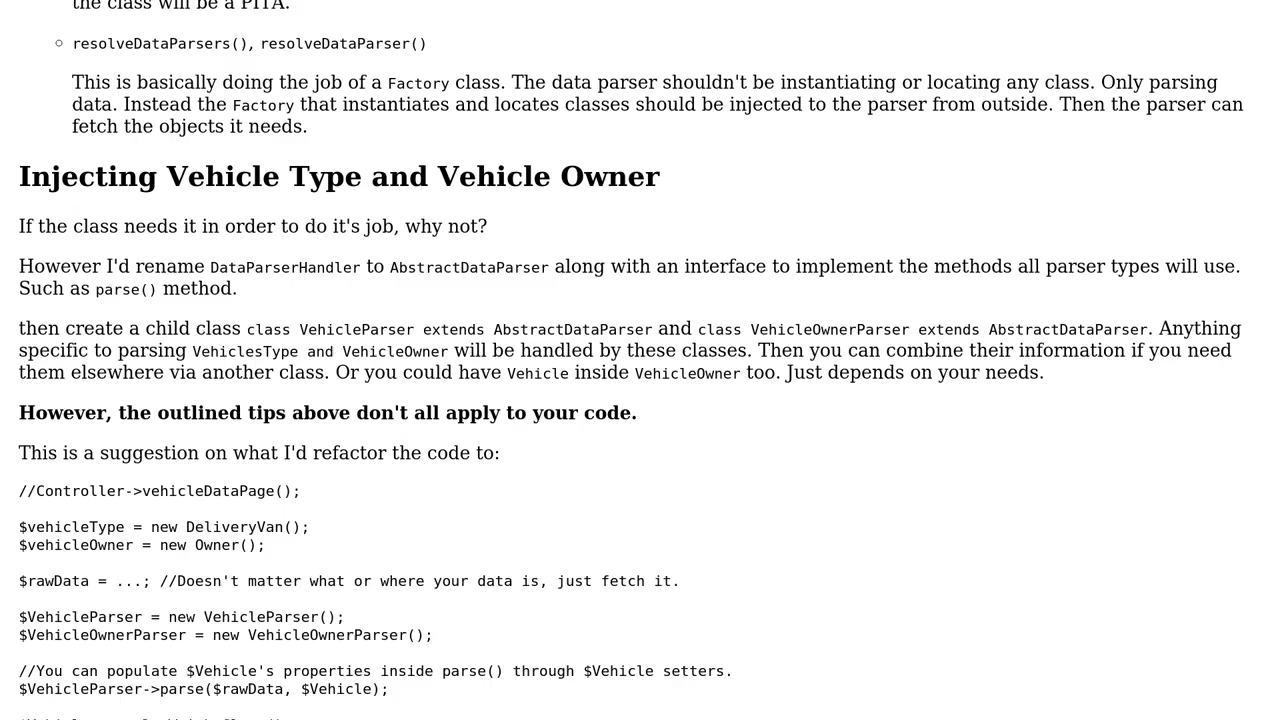 the class will be a PITA.
resolveDataParsers(), resolveDataParser()
This is basically doing the job of a Factory class. The data parser shouldn't be instantiating or locating any class. Only parsing
data. Instead the Factory that instantiates and locates classes should be injected to the parser from outside. Then the parser can
fetch the objects it needs.
Injecting Vehicle Type and Vehicle Owner
If the class needs it in order to do it's job, why not?
However I'd rename DataParserHandler to AbstractDataParser along with an interface to implement the methods all parser types will use.
Such as parse() method.
then create a child class class VehicleParser extends AbstractDataParser and class VehicleOwnerParser extends AbstractDataParser. Anything
specific to parsing VehiclesType and VehicleOwner will be handled by these classes. Then you can combine their information if you need
them elsewhere via another class. Or you could have Vehicle inside VehicleOwner too. Just depends on your needs.
However, the outlined tips above don't all apply to your code.
This is a suggestion on what I'd refactor the code to:
//Controller->vehicleDataPage();
$vehicleType = new DeliveryVan();
$vehicleOwner = new Owner();
$rawData = ...; //Doesn't matter what or where your data is, just fetch it.
$VehicleParser = new VehicleParser();
$VehicleOwnerParser = new VehicleOwnerParser();
//You can populate $Vehicle's properties inside parse() through $Vehicle setters.
$VehicleParser->parse($rawData, $Vehicle);